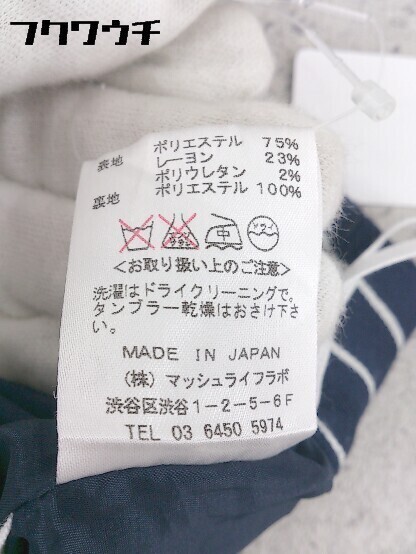 フクワウチ
表地 ポリエステル 75%
レーヨン 23%
ポリウレタン 2%
裏地 ポリエステル 100%
<お取り扱い上のご注意>
洗濯はドライクリーニングで。
タンブラー乾燥はおさけ下さ
い。
MADE IN JAPAN
(株) マッシュライフラボ
渋谷区渋谷1-2-5-6F
TEL 03 6450 5974